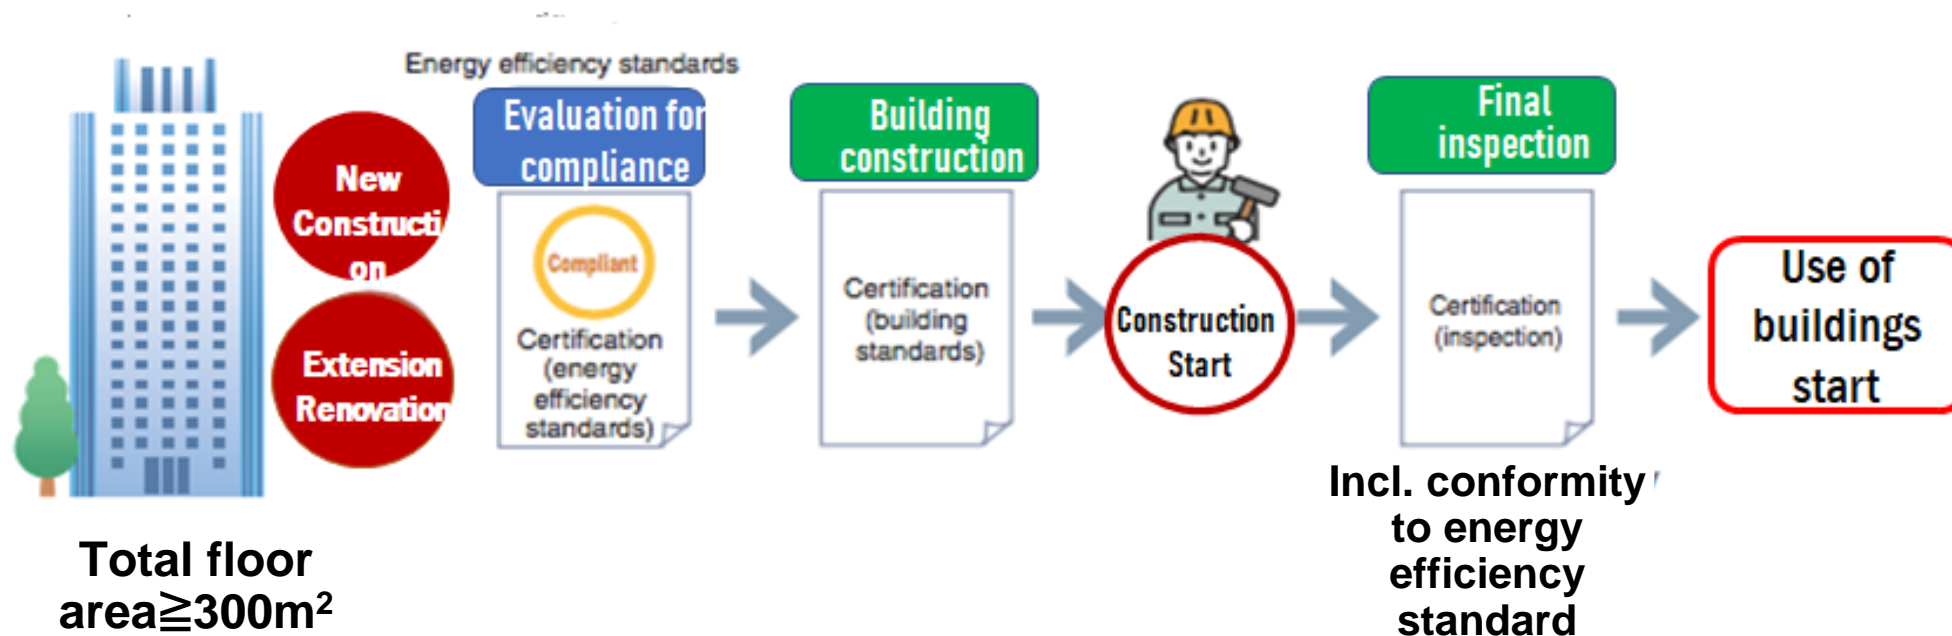 Energy efficiency standards
Evaluation for
compliance
Building
construction
Final
inspection
New
Constructi
on
Extension
Renovation
Compliant
Certification
(energy
efficiency
standards)
Certification
(building
standards)
Construction
Start
Certification
(inspection)
Use of
buildings
start
Total floor
area≧300m²
Incl. conformity
to energy
efficiency
standard